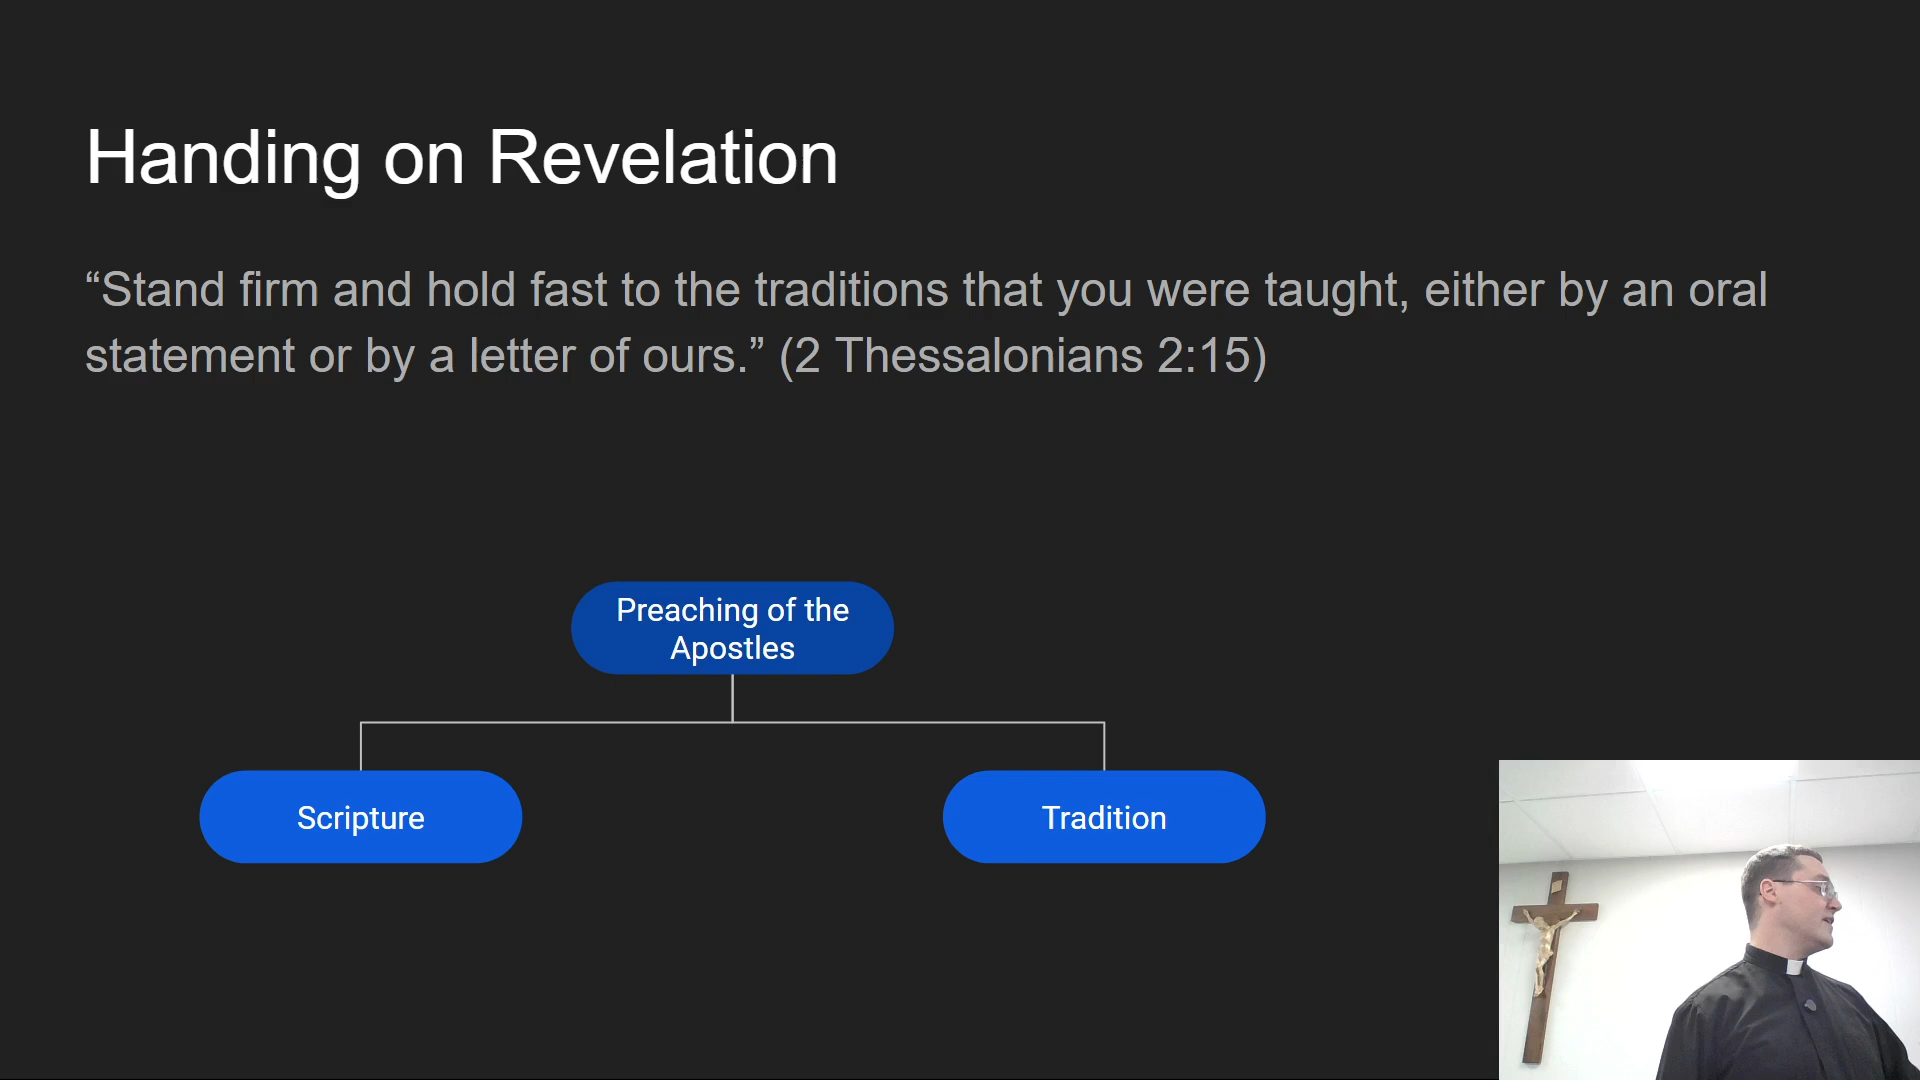 Handing on Revelation
“Stand firm and hold fast to the traditions that you were taught, either by an oral
statement or by a letter of ours.” (2 Thessalonians 2:15)
Preaching of the
Apostles
Scripture
Tradition